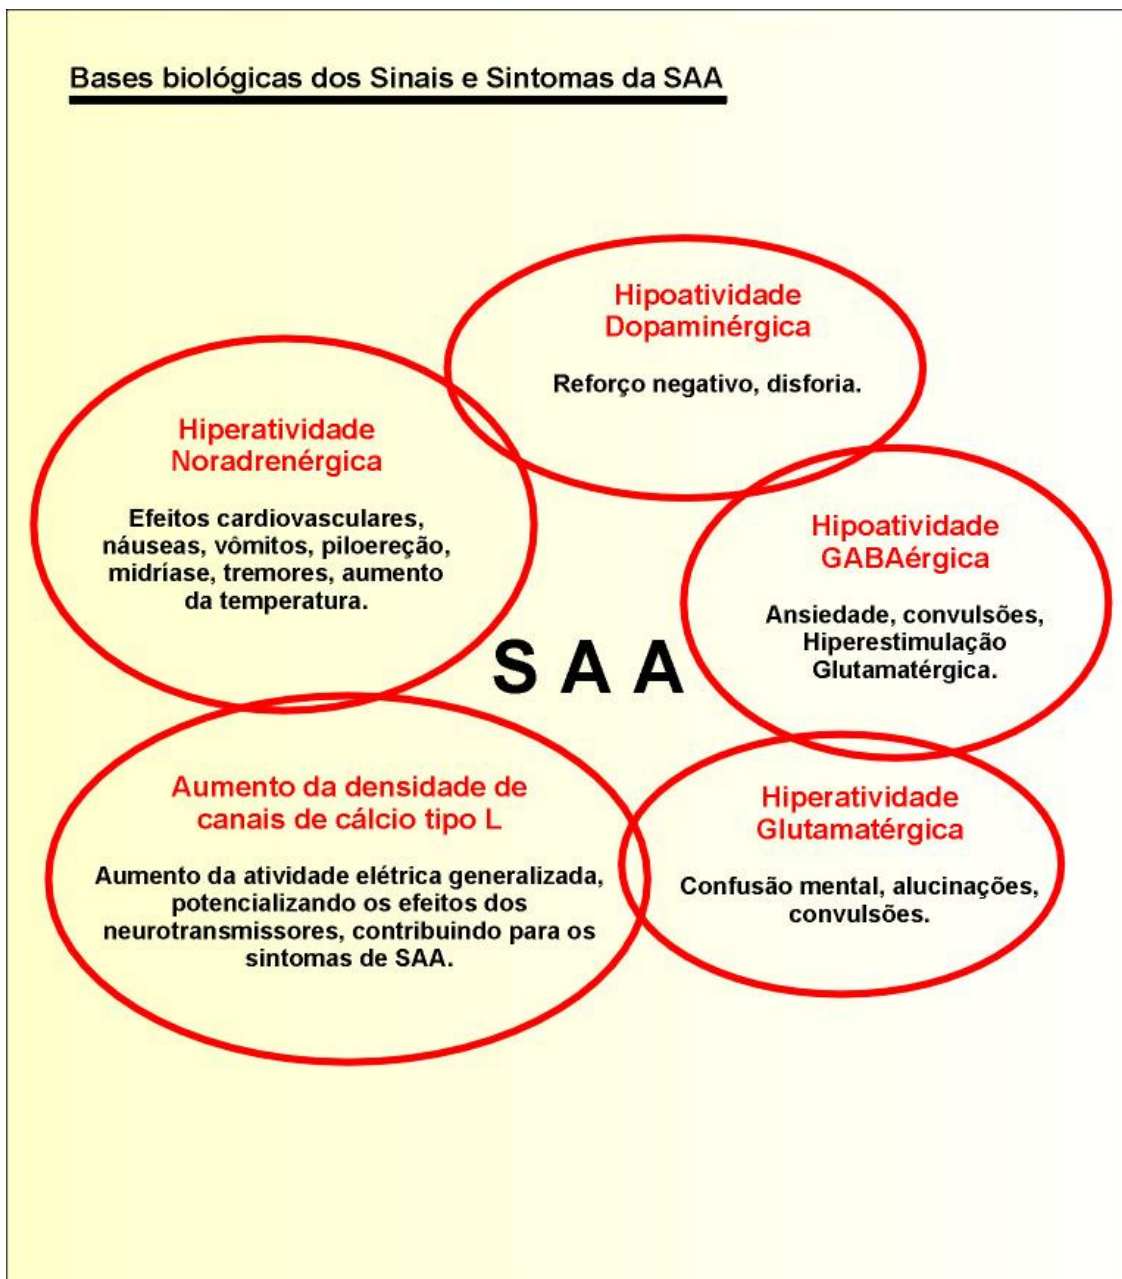 Bases biológicas dos Sinais e Sintomas da SAA
Hipoatividade
Dopaminérgica
Reforço negativo, disforia.
Hiperatividade
Noradrenérgica
Efeitos cardiovasculares,
náuseas, vômitos, piloereção,
midríase, tremores, aumento
da temperatura.
Hipoatividade
GABAérgica
Ansiedade, convulsões,
Hiperestimulação
Glutamatérgica.
S A A
Aumento da densidade de
canais de cálcio tipo L
Aumento da atividade elétrica generalizada,
potencializando os efeitos dos
neurotransmissores, contribuindo para os
sintomas de SAA.
Hiperatividade
Glutamatérgica
Confusão mental, alucinações,
convulsões.